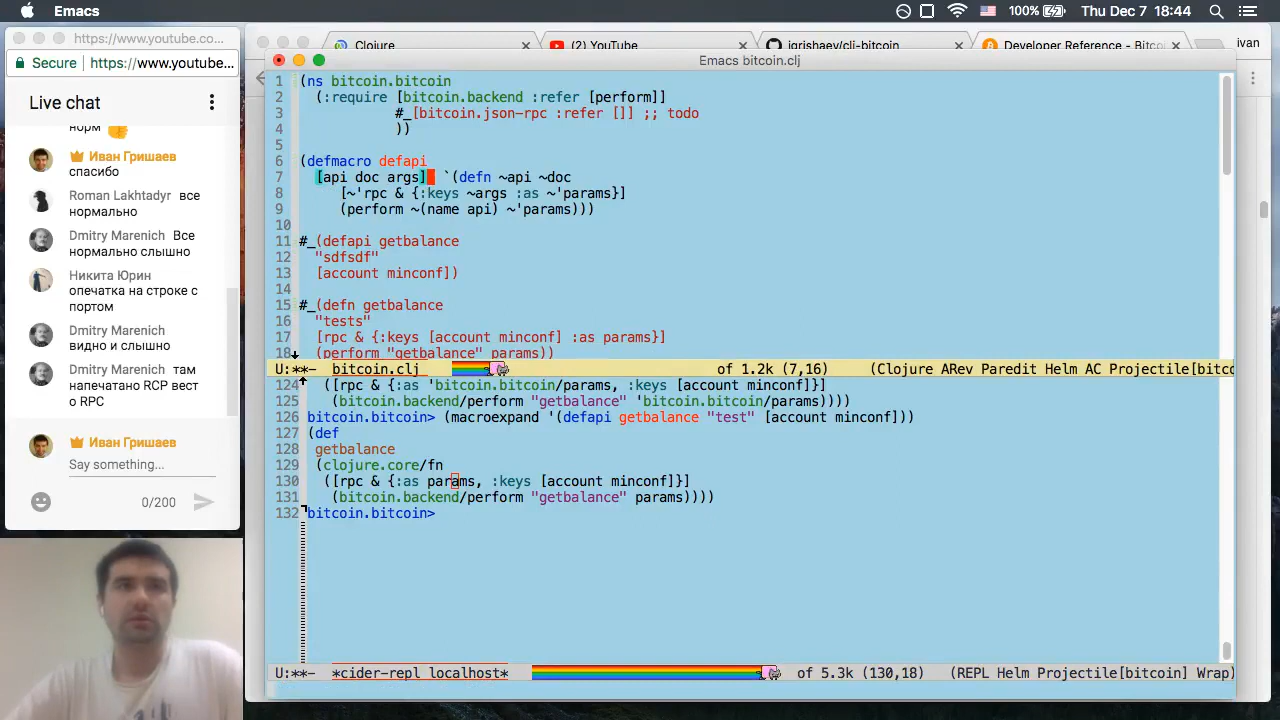 Emacs
100%
Thu Dec 7 18:44
https://www.youtube.co...
Secure
https://www.youtube...
Live chat
норм
Иван Гришаев
спасибо
Roman Lakhtadyr все
нормально
Dmitry Marenich Все
нормально слышно
Никита Юрин
опечатка на строке с
портом
Dmitry Marenich
видно и слышно
Dmitry Marenich там
напечатано RCP вест
о RPC
Иван Гришаев
Say something...
0/200
Clojure
(2) YouTube
igrishaev/clj-bitcoin
Developer Reference - Bitcoi
ivan
Emacs bitcoin.clj
1 (ns bitcoin.bitcoin
2 (:require [bitcoin.backend :refer [perform]]
3 #_[bitcoin.json-rpc :refer []] ;; todo
4 ))
5
6 (defmacro defapi
7 [api doc args] `(defn ~api ~doc
8 [~'rpc & {:keys ~args :as ~'params}]
9 (perform ~(name api) ~'params)))
10
11 #_(defapi getbalance
12 "sdfsdf"
13 [account minconf])
14
15 #_(defn getbalance
16 "tests"
17 [rpc & {:keys [account minconf] :as params}]
18 (perform "getbalance" params))
U:**- bitcoin.clj of 1.2k (7,16) (Clojure ARev Paredit Helm AC Projectile[bitco
124 ([rpc & {:as 'bitcoin.bitcoin/params, :keys [account minconf]}]
125 (bitcoin.backend/perform "getbalance" 'bitcoin.bitcoin/params))))
126 bitcoin.bitcoin> (macroexpand '(defapi getbalance "test" [account minconf]))
127 (def
128 getbalance
129 (clojure.core/fn
130 ([rpc & {:as params, :keys [account minconf]}]
131 (bitcoin.backend/perform "getbalance" params))))
132 bitcoin.bitcoin>
U:**- *cider-repl localhost* of 5.3k (130,18) (REPL Helm Projectile[bitcoin] Wrap)